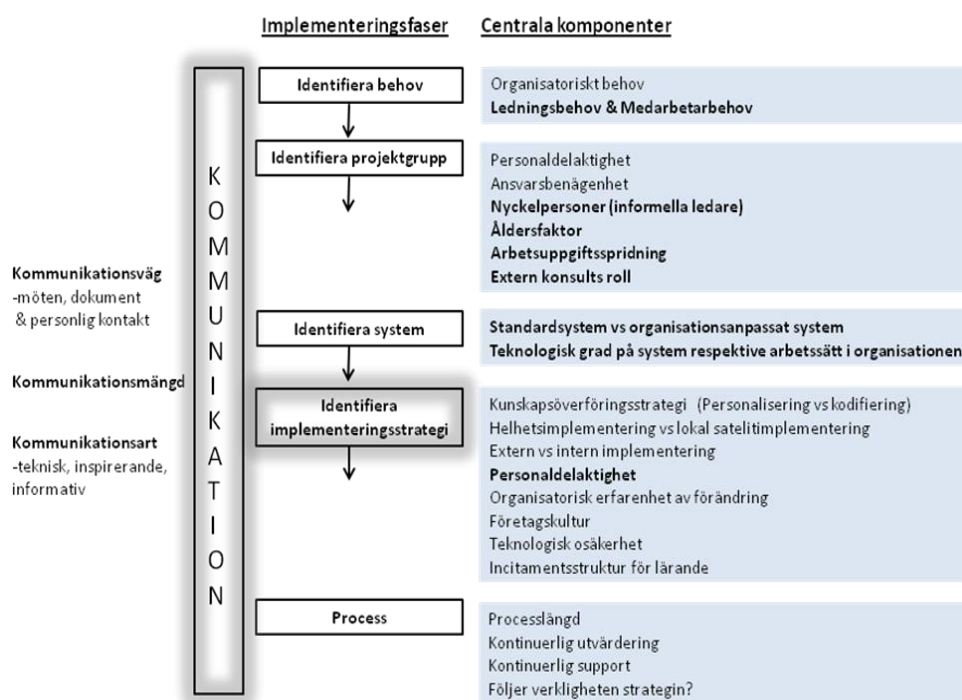 Implementeringsfaser
Centrala komponenter
Kommunikationsväg
-möten, dokument
& personlig kontakt
Kommunikationsmängd
Kommunikationsart
-teknisk, inspirerande,
informativ
KOMMUNIKATION
Identifiera behov
Organisatoriskt behov
Ledningsbehov & Medarbetarbehov
Identifiera projektgrupp
Personaldelaktighet
Ansvarsbenägenhet
Nyckelpersoner (informella ledare)
Åldersfaktor
Arbetsuppgiftsspridning
Extern konsults roll
Identifiera system
Standardsystem vs organisationsanpassat system
Teknologisk grad på system respektive arbetssätt i organisationen
Identifiera
implementeringsstrategi
Kunskapsöverföringsstrategi (Personalisering vs kodifiering)
Helhetsimplementering vs lokal satelitimplementering
Extern vs intern implementering
Personaldelaktighet
Organisatorisk erfarenhet av förändring
Företagskultur
Teknologisk osäkerhet
Incitamentsstruktur för lärande
Process
Processlängd
Kontinuerlig utvärdering
Kontinuerlig support
Följer verkligheten strategin?